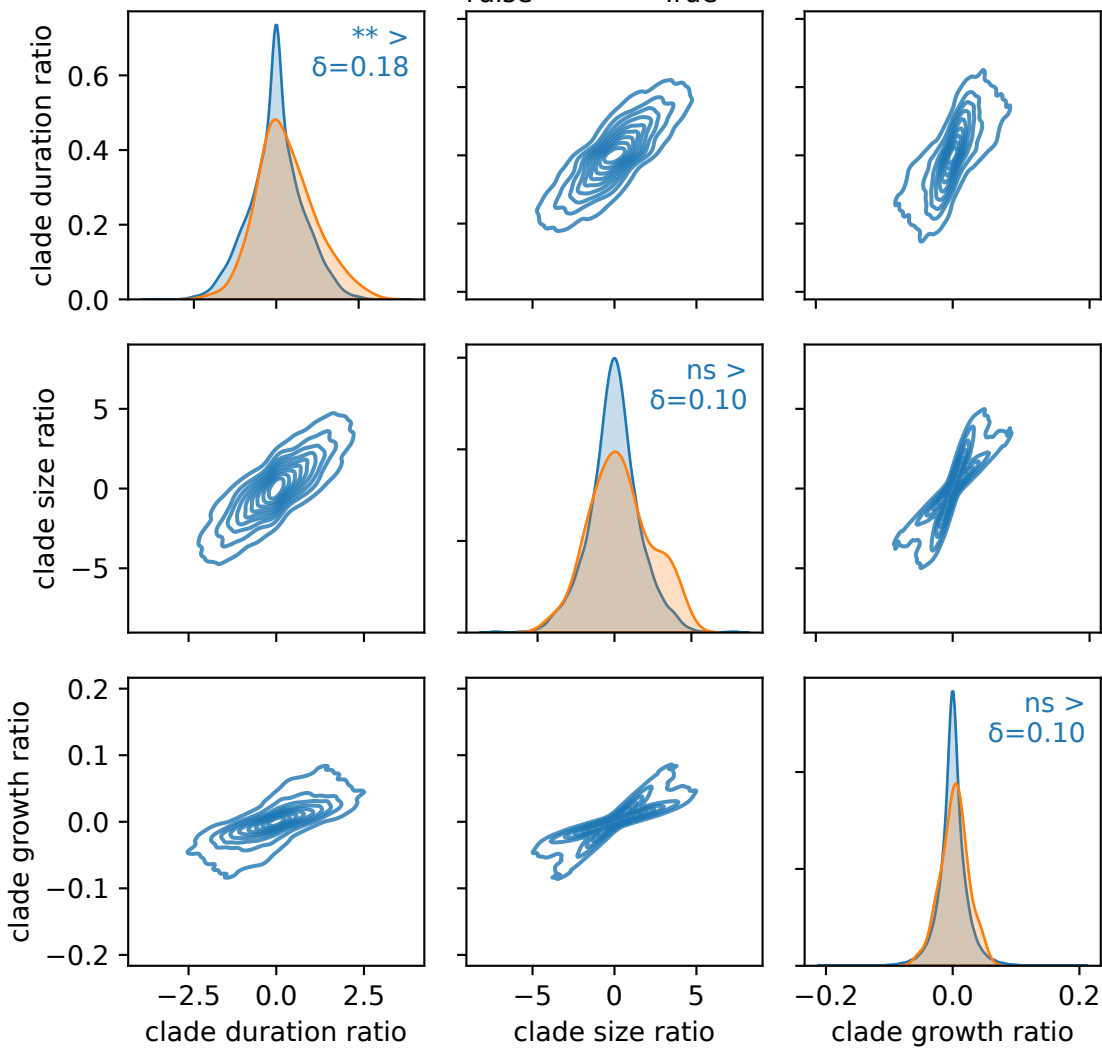 False True
clade duration ratio
0.6
0.4
0.2
0.0
** >
δ=0.18
clade size ratio
5
0
−5
ns >
δ=0.10
clade growth ratio
0.2
0.1
0.0
−0.1
−0.2
ns >
δ=0.10
−2.5 0.0 2.5
−5 0 5
−0.2 0.0 0.2
clade duration ratio
clade size ratio
clade growth ratio